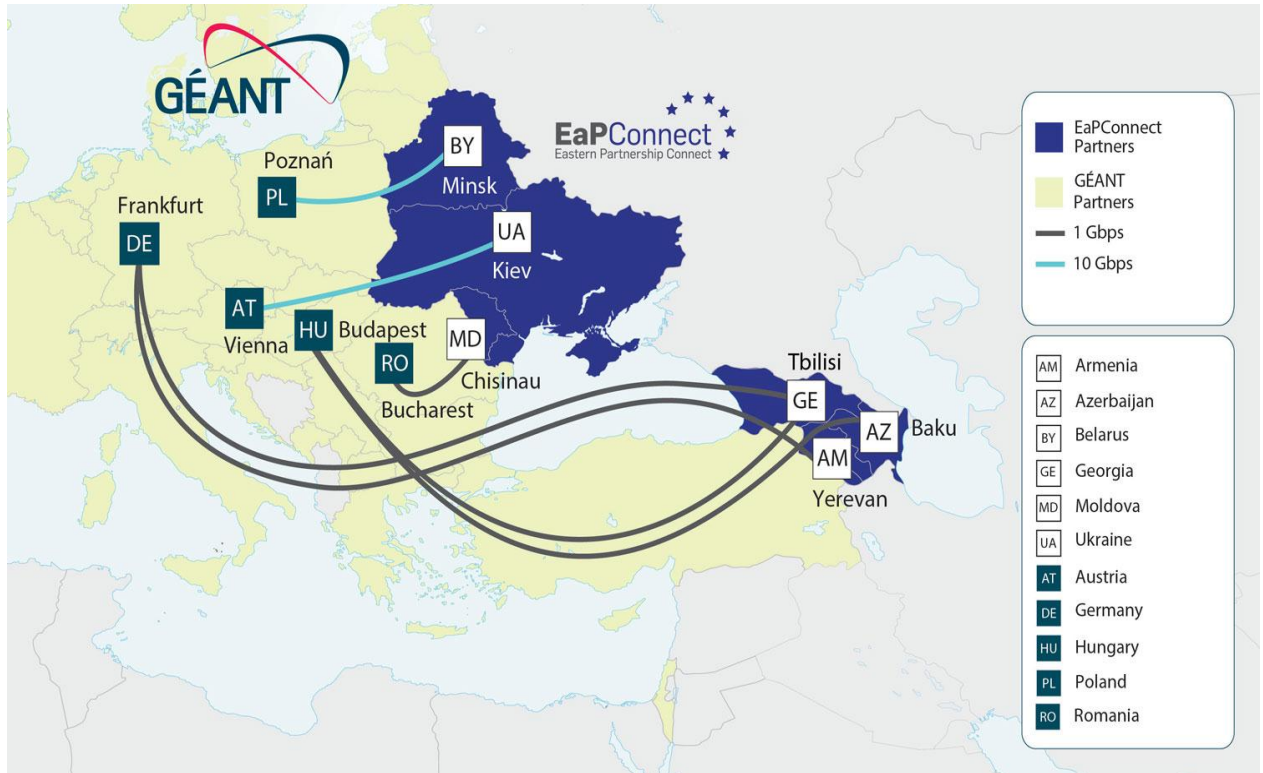 GÉANT
EaPConnect
Eastern Partnership Connect
Poznań
PL
BY
Minsk
Frankfurt
DE
UA
Kiev
AT
Vienna
HU
Budapest
RO
Bucharest
MD
Chisinau
Tbilisi
GE
AZ
Baku
AM
Yerevan
EaPConnect
Partners
GÉANT
Partners
1 Gbps
10 Gbps
AM Armenia
AZ Azerbaijan
BY Belarus
GE Georgia
MD Moldova
UA Ukraine
AT Austria
DE Germany
HU Hungary
PL Poland
RO Romania